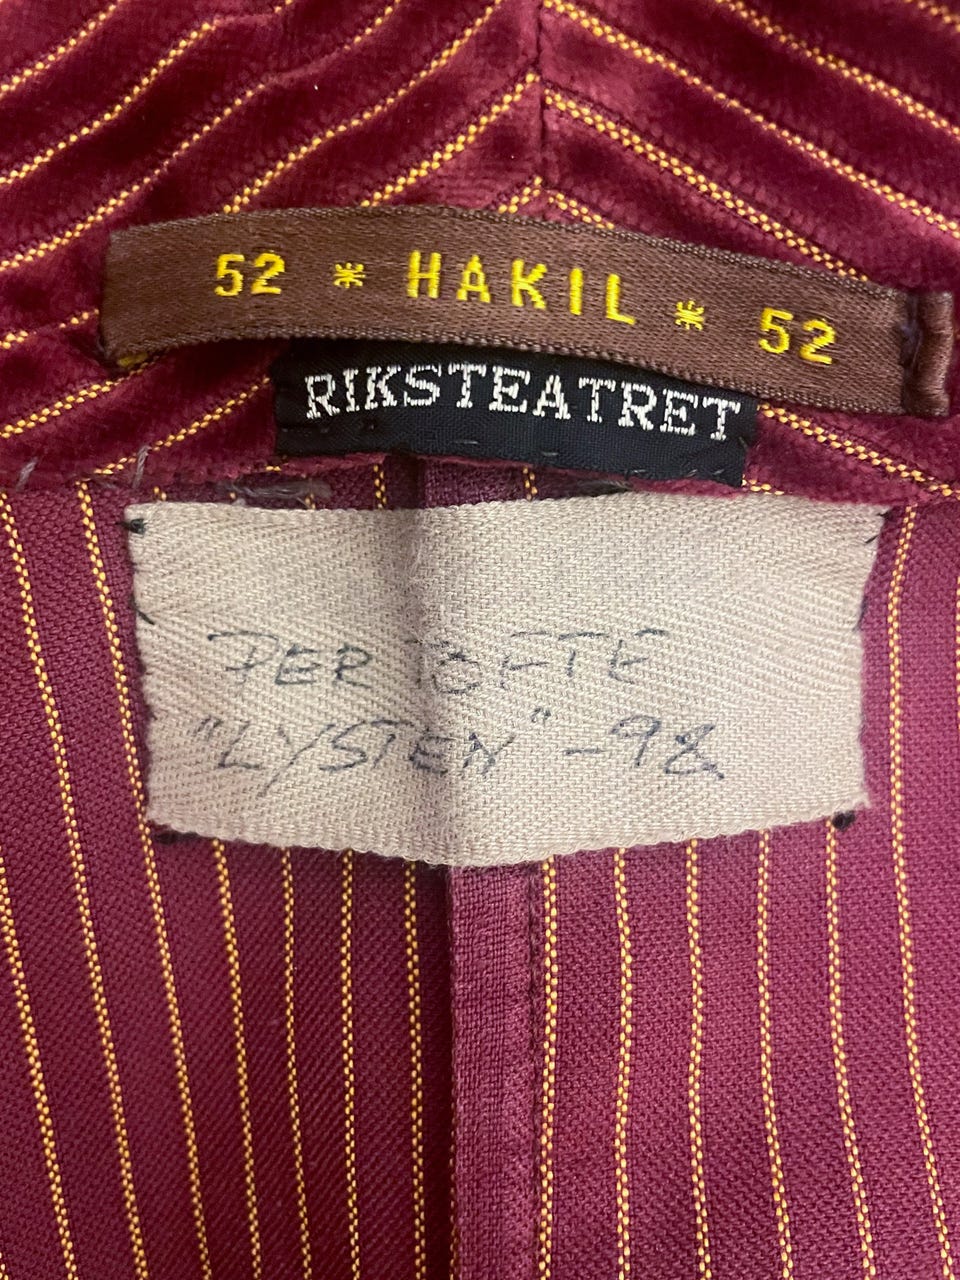 52 * HAKIL * 52
RIKSTEATRET
PER TOFTE
"LYSTEN" -98